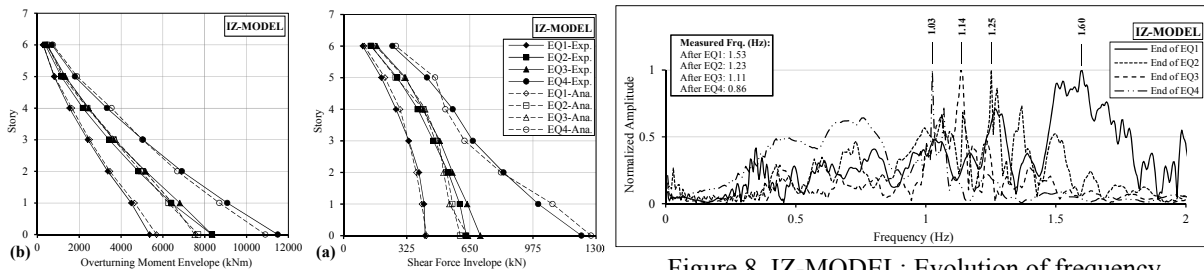 7
6
5
4
3
2
1
0
Story
0 2000 4000 6000 8000 10000 12000
(b) Overturning Moment Envelope (kNm)
IZ-MODEL
7
6
5
4
3
2
1
0
Story
0 325 650 975 130
(a) Shear Force Invelope (kN)
IZ-MODEL
EQ1-Exp.
EQ2-Exp.
EQ3-Exp.
EQ4-Exp.
EQ1-Ana.
EQ2-Ana.
EQ3-Ana.
EQ4-Ana.
1.03 1.14 1.25 1.60
Measured Frq. (Hz):
After EQ1: 1.53
After EQ2: 1.23
After EQ3: 1.11
After EQ4: 0.86
IZ-MODEL
End of EQ1
End of EQ2
End of EQ3
End of EQ4
1
0.5
0
Normalized Amplitude
0 0.5 1 1.5 2
Frequency (Hz)
Figure 8. IZ-MODEL: Evolution of frequency